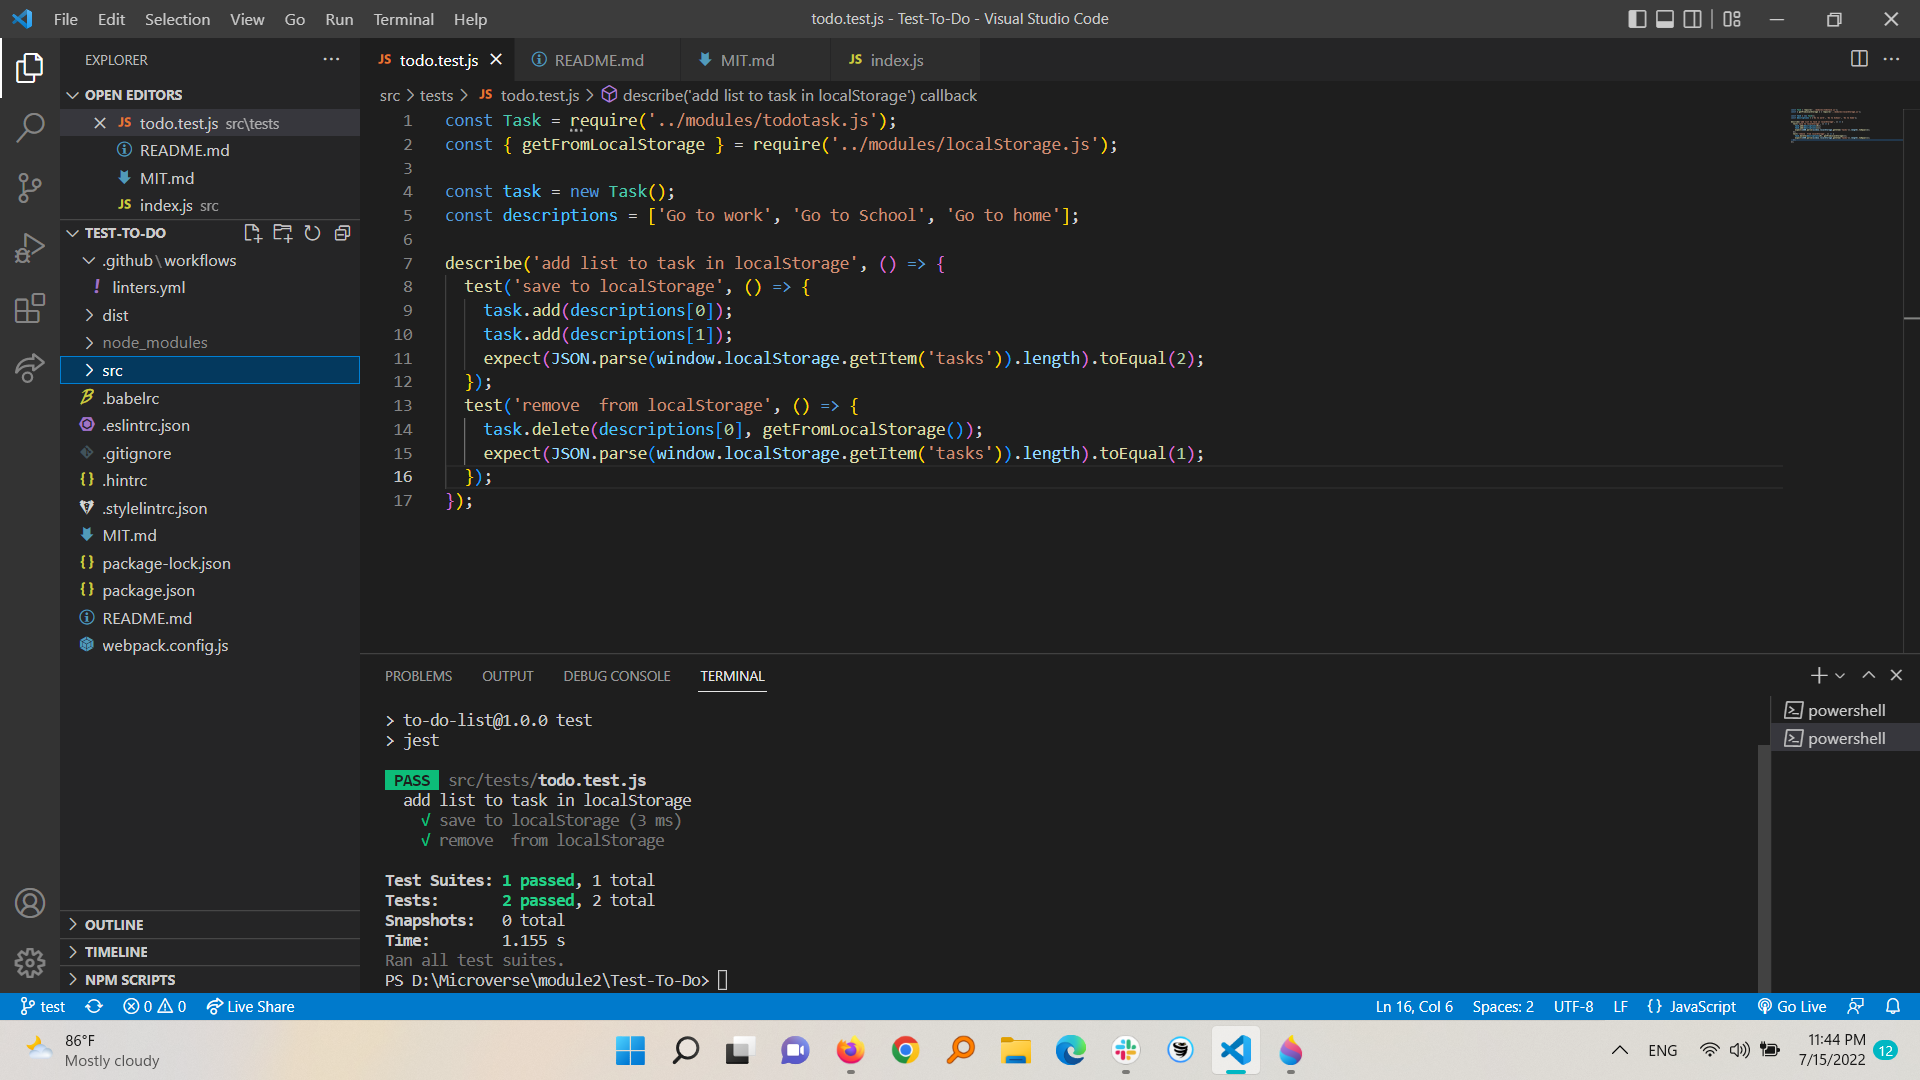 File Edit Selection View Go Run Terminal Help
todo.test.js - Test-To-Do - Visual Studio Code
EXPLORER
OPEN EDITORS
JS todo.test.js src\tests
README.md
MIT.md
JS index.js src
TEST-TO-DO
.github\workflows
! linters.yml
dist
node_modules
src
.babelrc
.eslintrc.json
.gitignore
{} .hintrc
.stylelintrc.json
MIT.md
{} package-lock.json
{} package.json
README.md
webpack.config.js
OUTLINE
TIMELINE
NPM SCRIPTS
JS todo.test.js README.md MIT.md JS index.js
src > tests > JS todo.test.js > describe('add list to task in localStorage') callback
1 const Task = require('../modules/todotask.js');
2 const { getFromLocalStorage } = require('../modules/localStorage.js');
3
4 const task = new Task();
5 const descriptions = ['Go to work', 'Go to School', 'Go to home'];
6
7 describe('add list to task in localStorage', () => {
8 test('save to localStorage', () => {
9 task.add(descriptions[0]);
10 task.add(descriptions[1]);
11 expect(JSON.parse(window.localStorage.getItem('tasks')).length).toEqual(2);
12 });
13 test('remove  from localStorage', () => {
14 task.delete(descriptions[0], getFromLocalStorage());
15 expect(JSON.parse(window.localStorage.getItem('tasks')).length).toEqual(1);
16 });
17 });
PROBLEMS OUTPUT DEBUG CONSOLE TERMINAL
> to-do-list@1.0.0 test
> jest
PASS src/tests/todo.test.js
add list to task in localStorage
√ save to localStorage (3 ms)
√ remove  from localStorage
Test Suites: 1 passed, 1 total
Tests: 2 passed, 2 total
Snapshots: 0 total
Time: 1.155 s
Ran all test suites.
PS D:\Microverse\module2\Test-To-Do>
powershell
powershell
test 0 0 Live Share
Ln 16, Col 6 Spaces: 2 UTF-8 LF {} JavaScript Go Live
86°F
Mostly cloudy
ENG
11:44 PM
7/15/2022
12